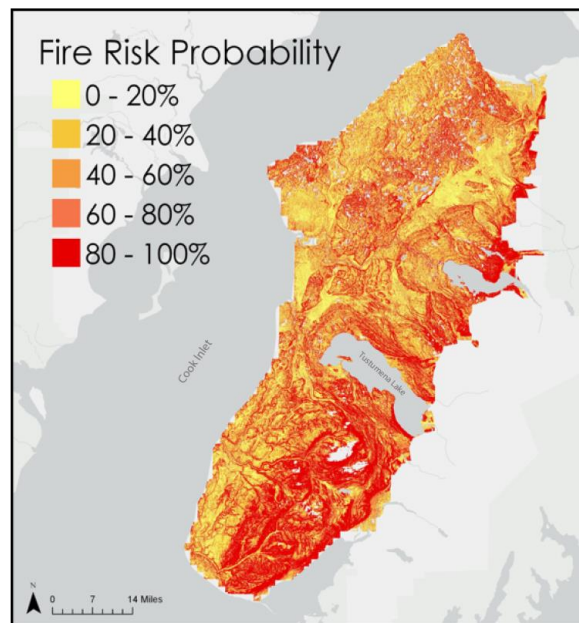 Fire Risk Probability
0 - 20%
20 - 40%
40 - 60%
60 - 80%
80 - 100%
Cook Inlet
Tustumena Lake
N
0 7 14 Miles